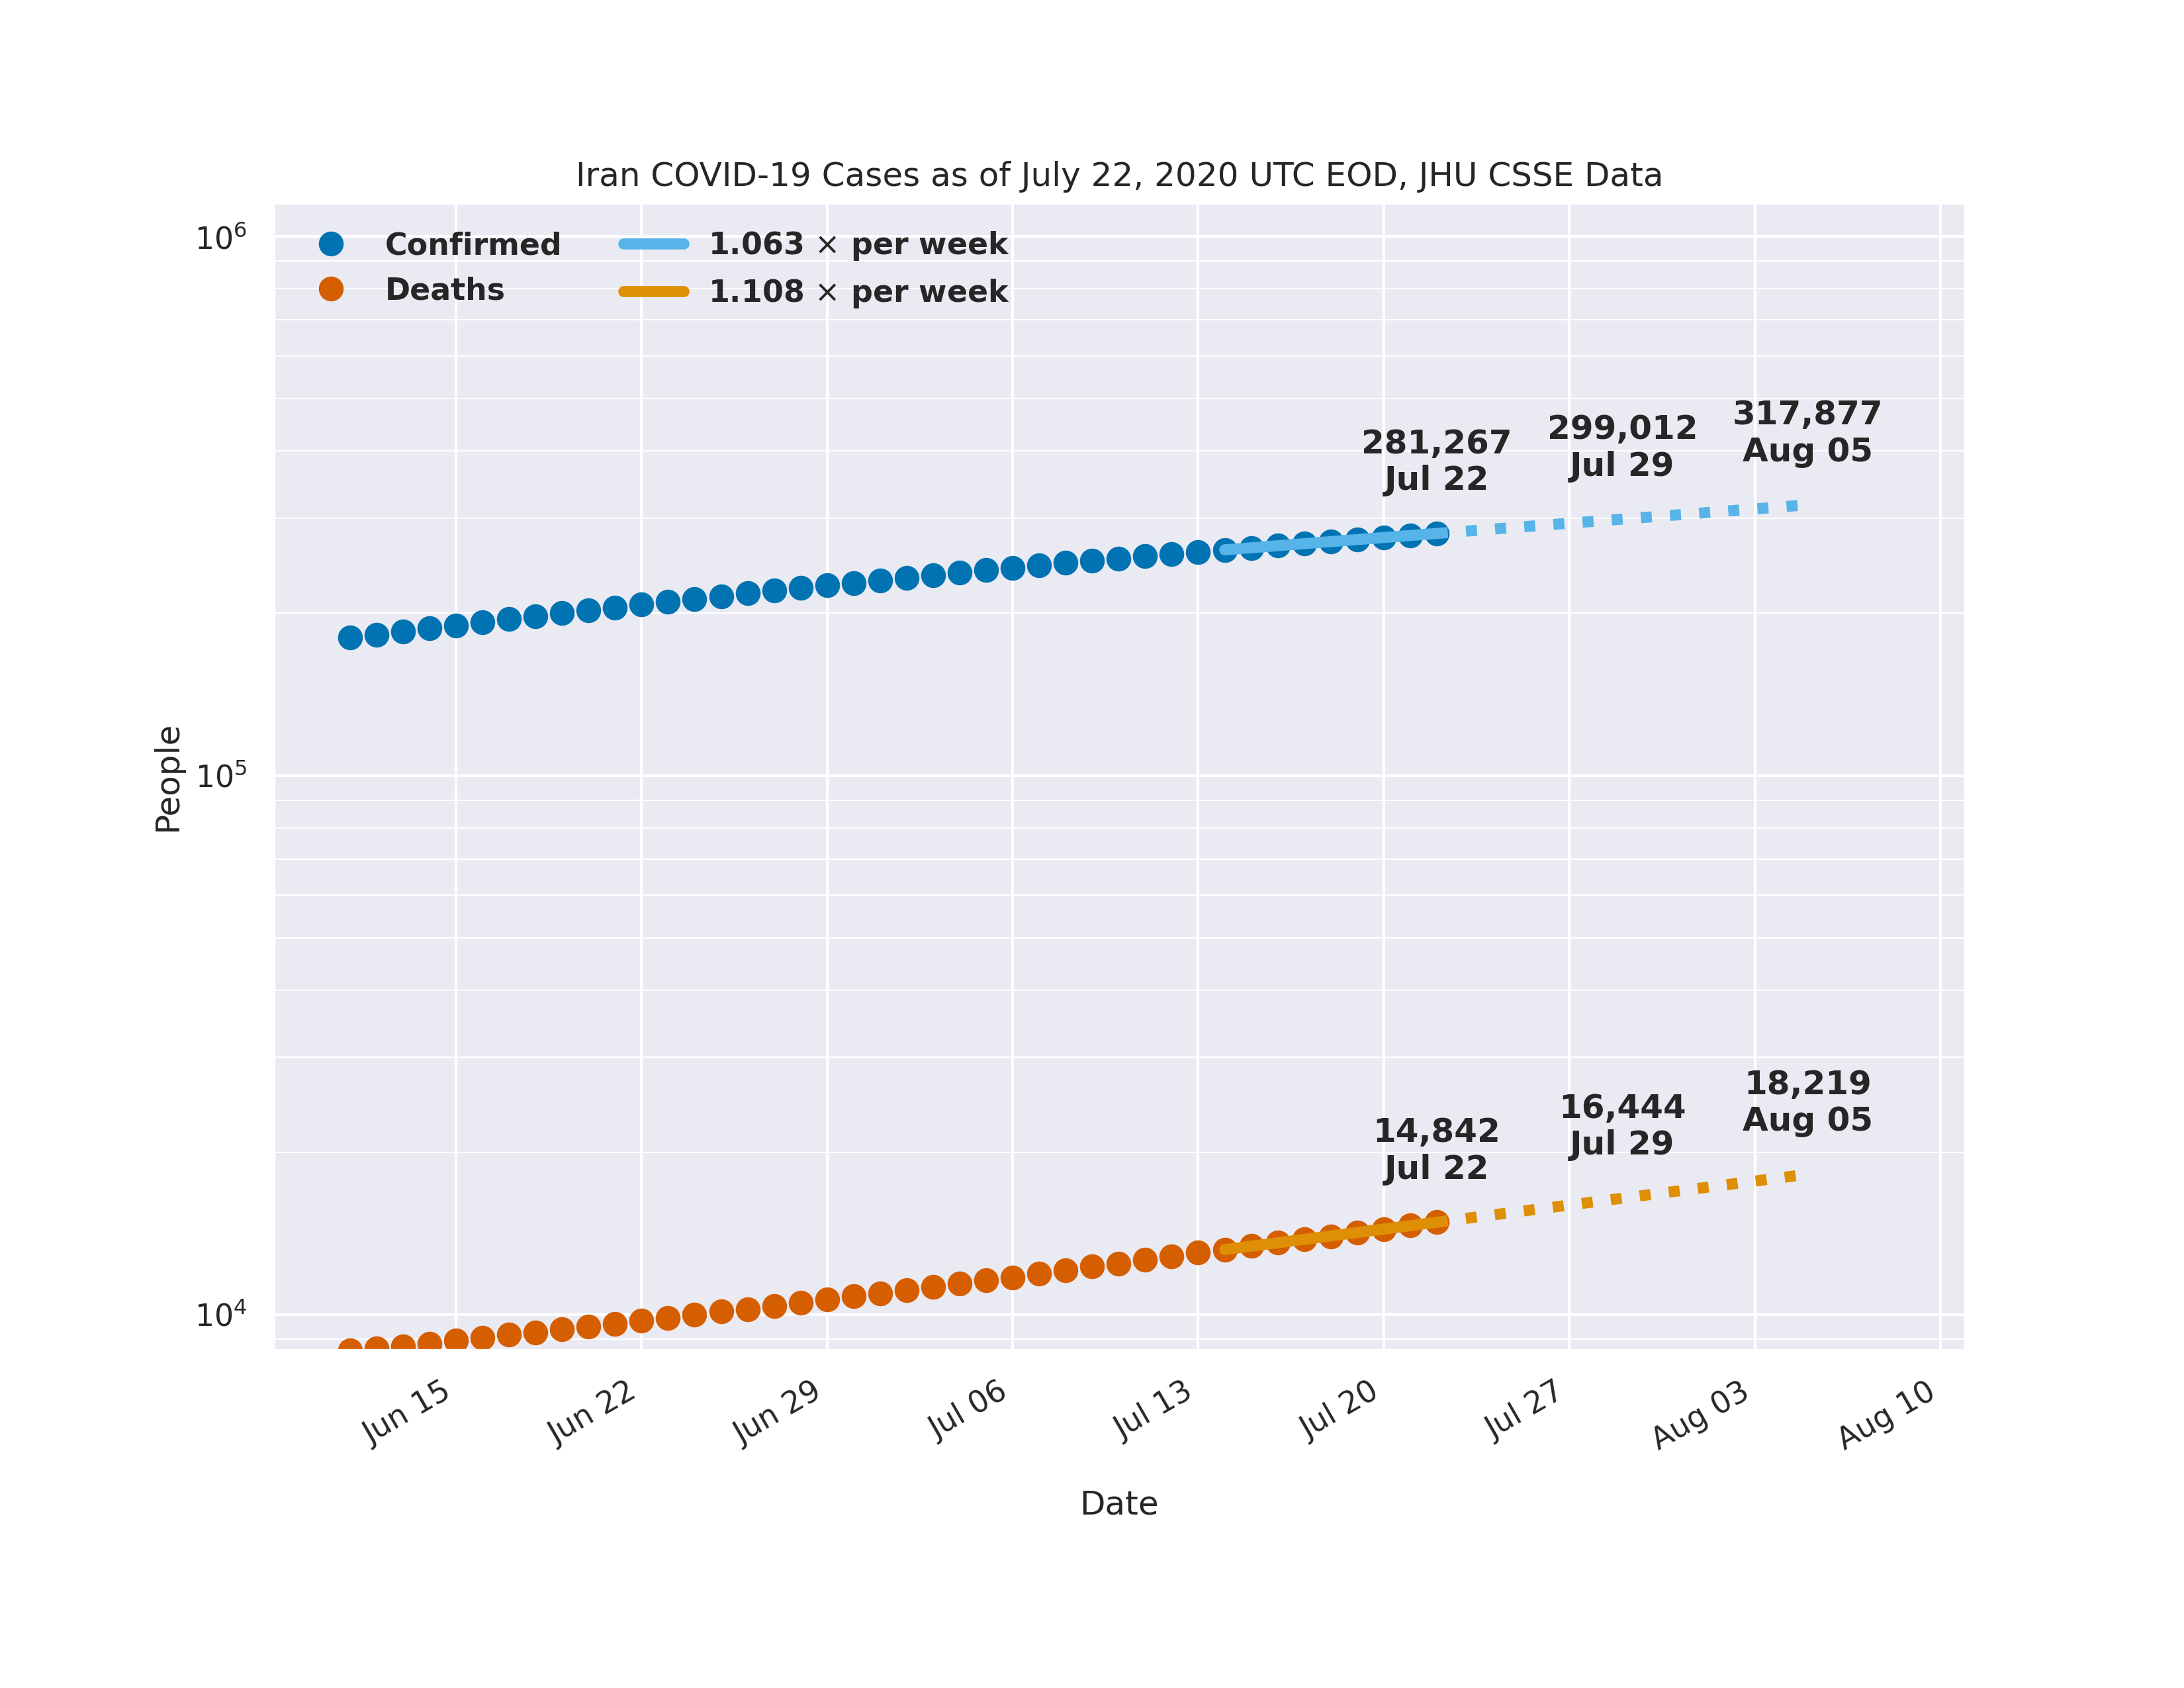 Iran COVID-19 Cases as of July 22, 2020 UTC EOD, JHU CSSE Data
Confirmed
Deaths
1.063 × per week
1.108 × per week
10⁶
10⁵
10⁴
People
281,267
Jul 22
299,012
Jul 29
317,877
Aug 05
14,842
Jul 22
16,444
Jul 29
18,219
Aug 05
Jun 15
Jun 22
Jun 29
Jul 06
Jul 13
Jul 20
Jul 27
Aug 03
Aug 10
Date